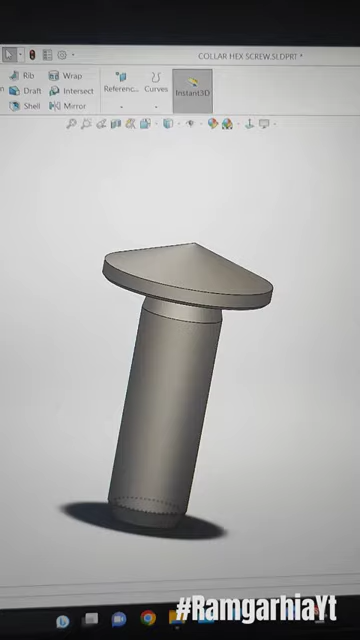 COLLAR HEX SCREW.SLDPRT *
Rib Wrap
Draft Intersect Referenc... Curves Instant3D
Shell Mirror
#RamgarhiaYt